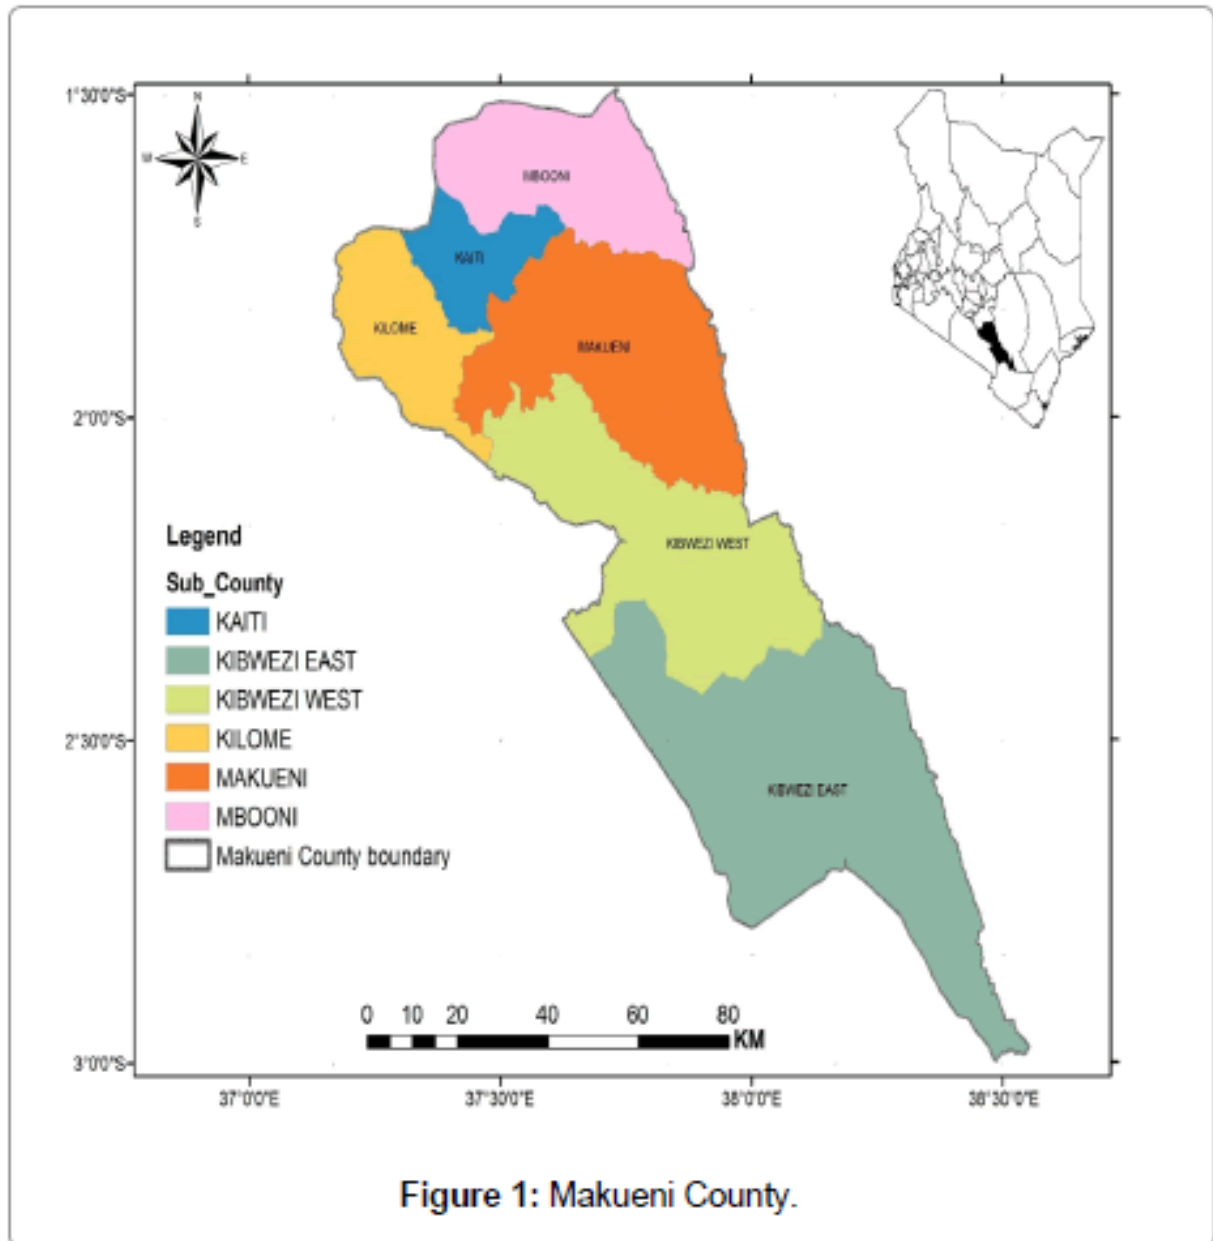 1°30'0"S
N
W
E
S
MBOONI
KAITI
KILOME
MAKUENI
2°0'0"S
Legend
KIBWEZI WEST
Sub_County
KAITI
KIBWEZI EAST
KIBWEZI WEST
KILOME
2°30'0"S
MAKUENI
KIBWEZI EAST
MBOONI
Makueni County boundary
0 10 20 40 60 80
KM
3°0'0"S
37°0'0"E 37°30'0"E 38°0'0"E 38°30'0"E
Figure 1: Makueni County.